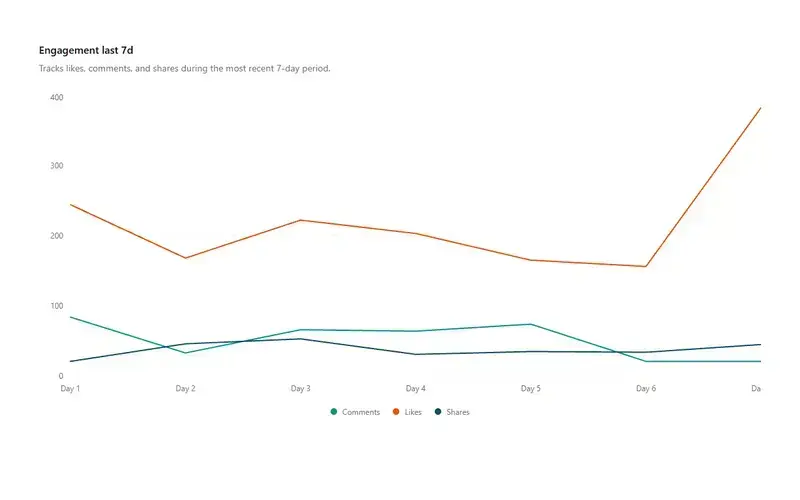 Engagement last 7d
Tracks likes, comments, and shares during the most recent 7-day period.
400
300
200
100
0
Day 1 Day 2 Day 3 Day 4 Day 5 Day 6 Da
Comments Likes Shares